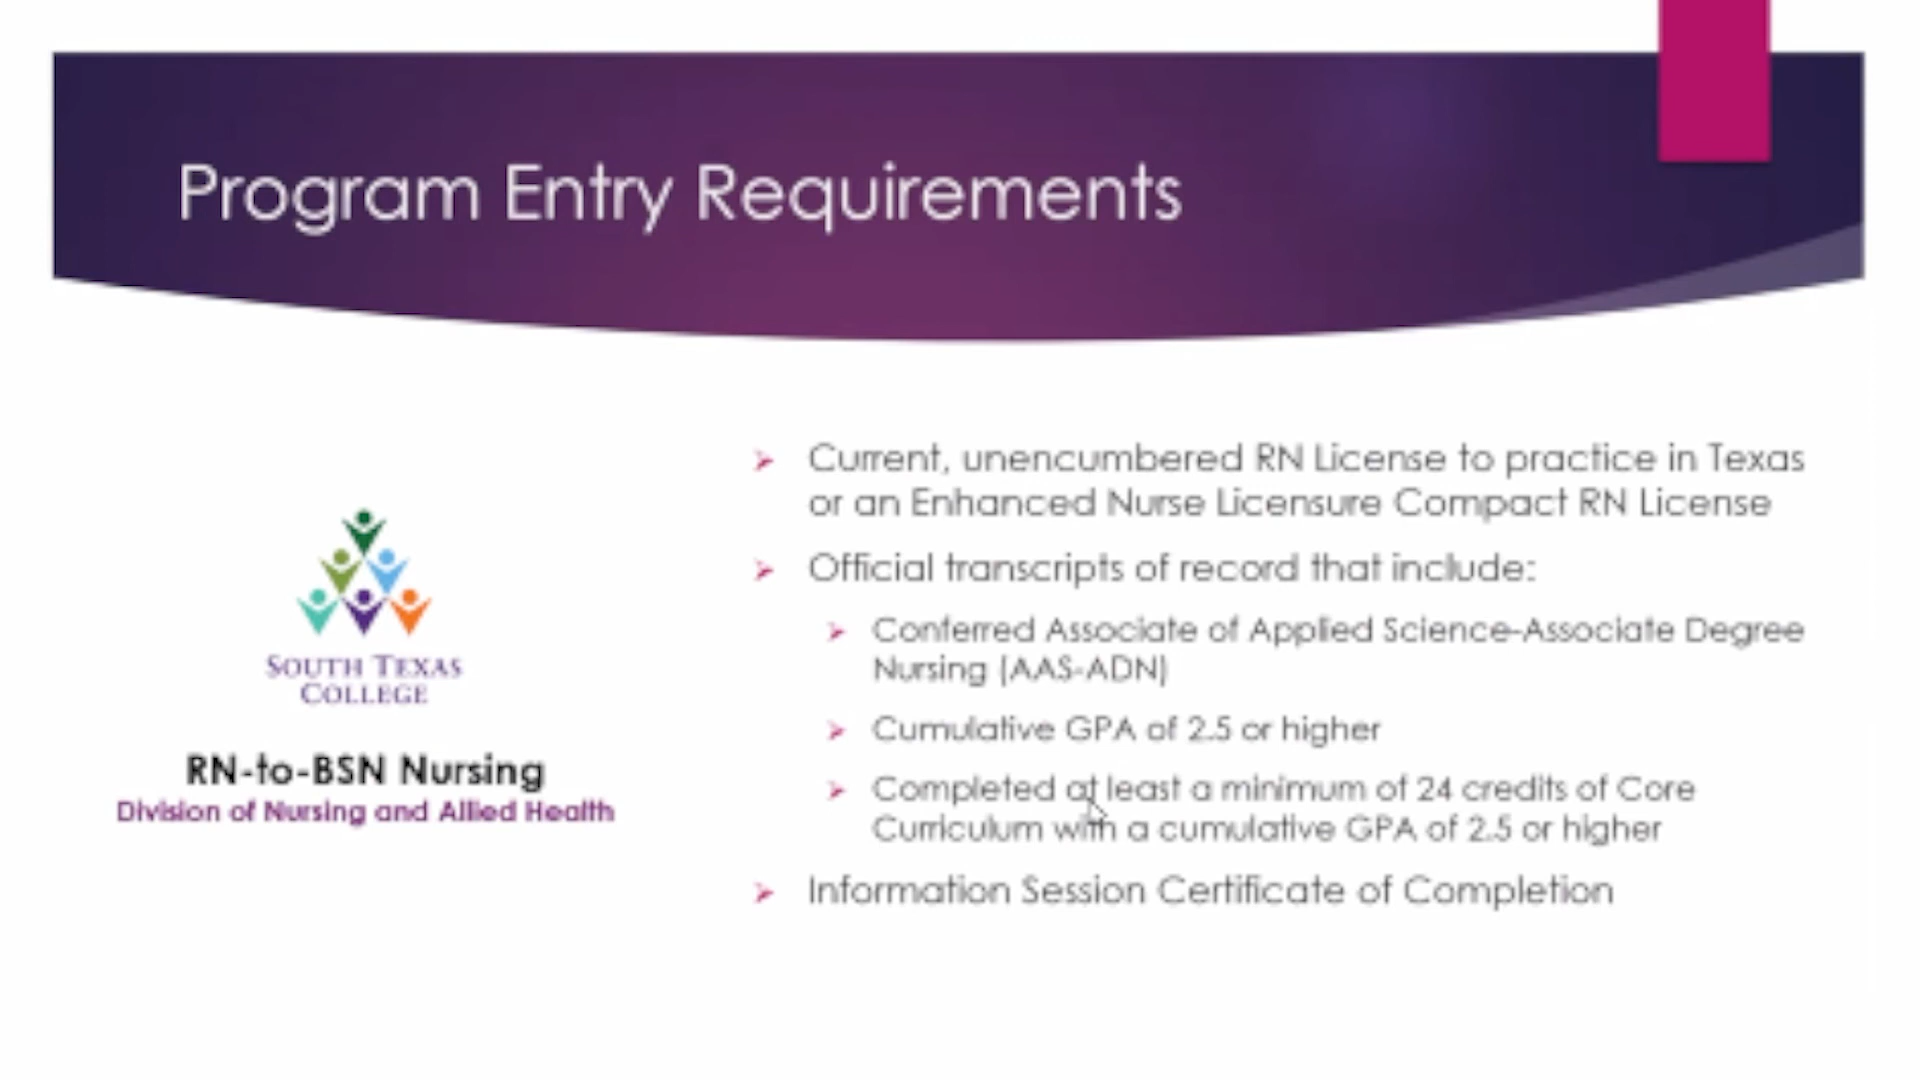 Program Entry Requirements
Current, unencumbered RN License to practice in Texas
or an Enhanced Nurse Licensure Compact RN License
Official transcripts of record that include:
Conferred Associate of Applied Science-Associate Degree
Nursing (AAS-ADN)
Cumulative GPA of 2.5 or higher
Completed at least a minimum of 24 credits of Core
Curriculum with a cumulative GPA of 2.5 or higher
Information Session Certificate of Completion
SOUTH TEXAS
COLLEGE
RN-to-BSN Nursing
Division of Nursing and Allied Health